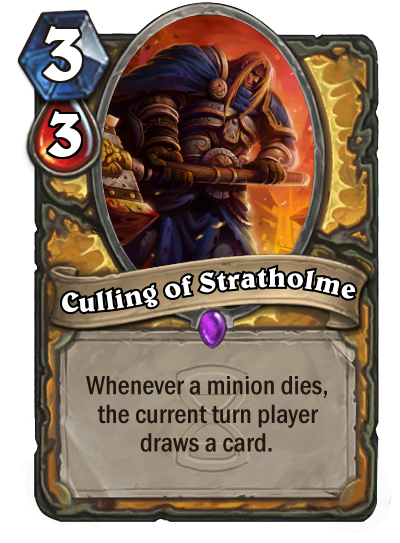 3
3
Culling of Stratholme
Whenever a minion dies,
the current turn player
draws a card.